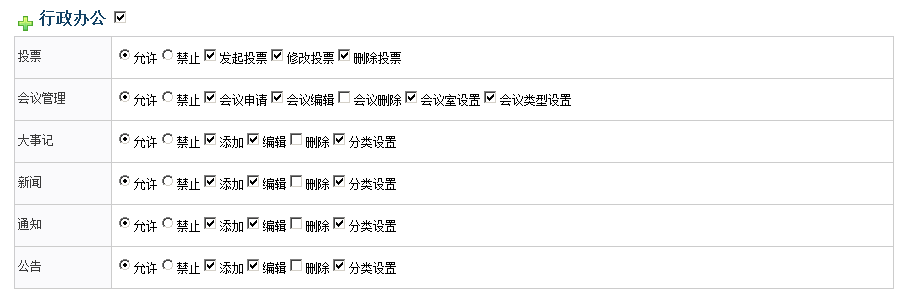 行政办公
投票 允许 禁止 发起投票 修改投票 删除投票
会议管理 允许 禁止 会议申请 会议编辑 会议删除 会议室设置 会议类型设置
大事记 允许 禁止 添加 编辑 删除 分类设置
新闻 允许 禁止 添加 编辑 删除 分类设置
通知 允许 禁止 添加 编辑 删除 分类设置
公告 允许 禁止 添加 编辑 删除 分类设置